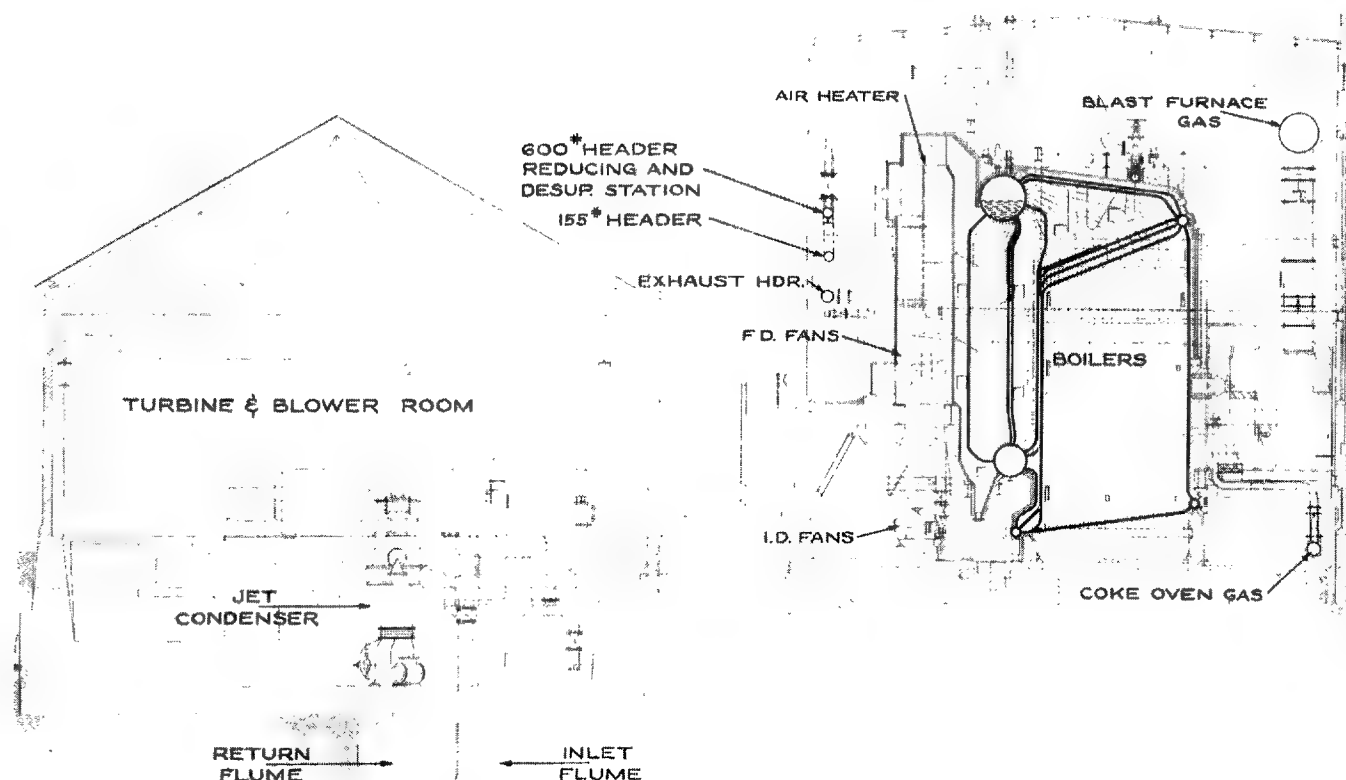 AIR HEATER
BLAST FURNACE
GAS
600# HEADER
REDUCING AND
DESUP. STATION
155# HEADER
EXHAUST HDR.
F.D. FANS
BOILERS
TURBINE & BLOWER ROOM
I.D. FANS
JET
CONDENSER
COKE OVEN GAS
RETURN
FLUME
INLET
FLUME